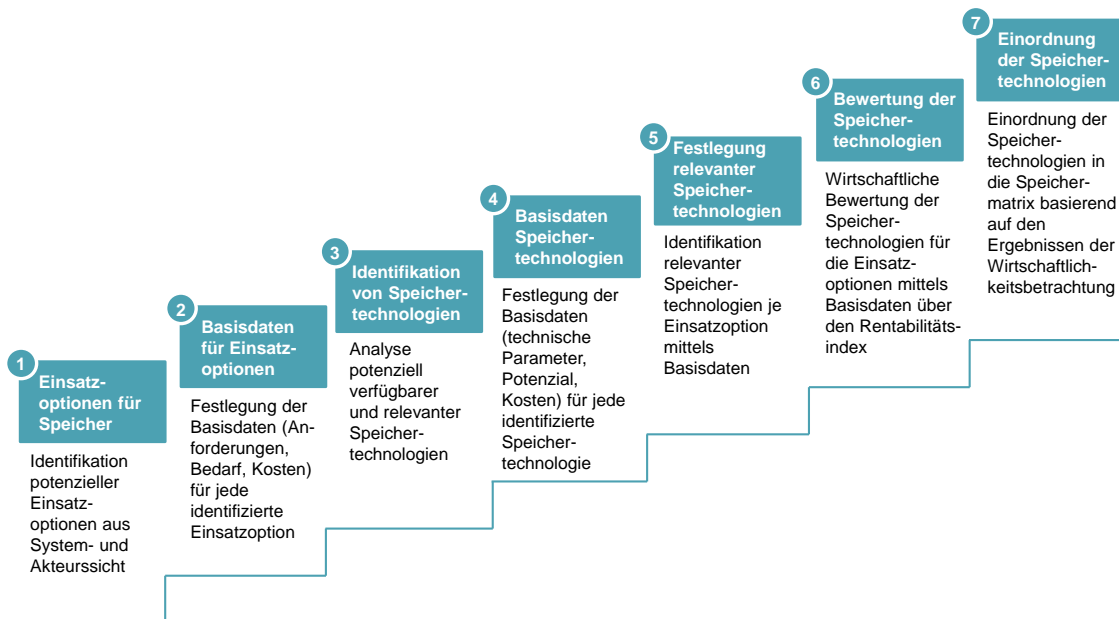 1
Einsatz-
optionen für
Speicher
Identifikation
potenzieller
Einsatz-
optionen aus
System- und
Akteurssicht
2
Basisdaten
für Einsatz-
optionen
Festlegung der
Basisdaten (An-
forderungen,
Bedarf, Kosten)
für jede
identifizierte
Einsatzoption
3
Identifikation
von Speicher-
technologien
Analyse
potenziell
verfügbarer
und relevanter
Speicher-
technologien
4
Basisdaten
Speicher-
technologien
Festlegung der
Basisdaten
(technische
Parameter,
Potenzial,
Kosten) für jede
identifizierte
Speicher-
technologie
5
Festlegung
relevanter
Speicher-
technologien
Identifikation
relevanter
Speicher-
technologien je
Einsatzoption
mittels
Basisdaten
6
Bewertung der
Speicher-
technologien
Wirtschaftliche
Bewertung der
Speicher-
technologien für
die Einsatz-
optionen mittels
Basisdaten über
den Rentabilitäts-
index
7
Einordnung
der Speicher-
technologien
Einordnung der
Speicher-
technologien in
die Speicher-
matrix basierend
auf den
Ergebnissen der
Wirtschaftlich-
keitsbetrachtung